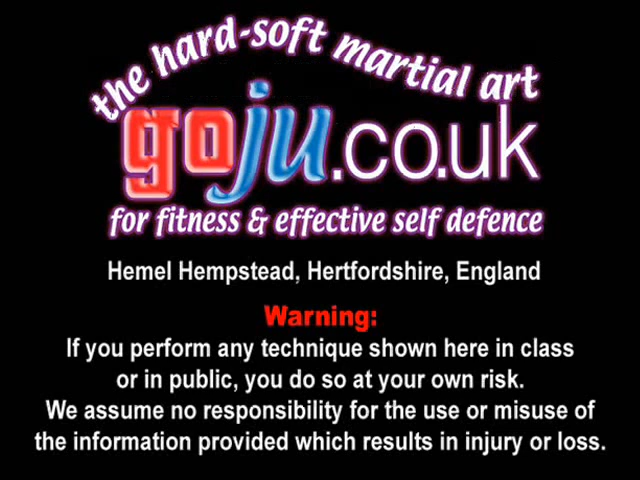 the hard-soft martial art
goju.co.uk
for fitness & effective self defence
Hemel Hempstead, Hertfordshire, England
Warning:
If you perform any technique shown here in class
or in public, you do so at your own risk.
We assume no responsibility for the use or misuse of
the information provided which results in injury or loss.